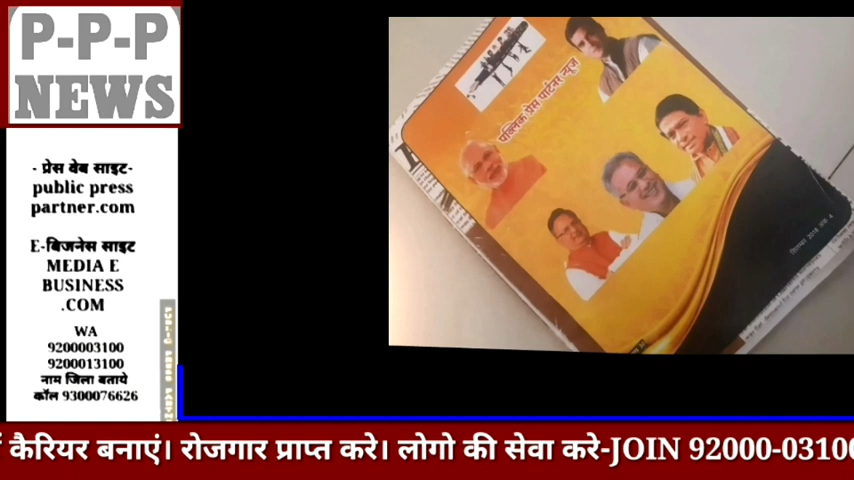 P-P-P
NEWS
- प्रेस वेब साइट-
public press
partner.com
E-बिजनेस साइट
MEDIA E
BUSINESS
.COM
WA
9200003100
9200013100
नाम जिला बताये
कॉल 9300076626
पब्लिक प्रेस पार्टनर न्यूज
कैरियर बनाएं। रोजगार प्राप्त करे। लोगो की सेवा करे-JOIN 92000-0310